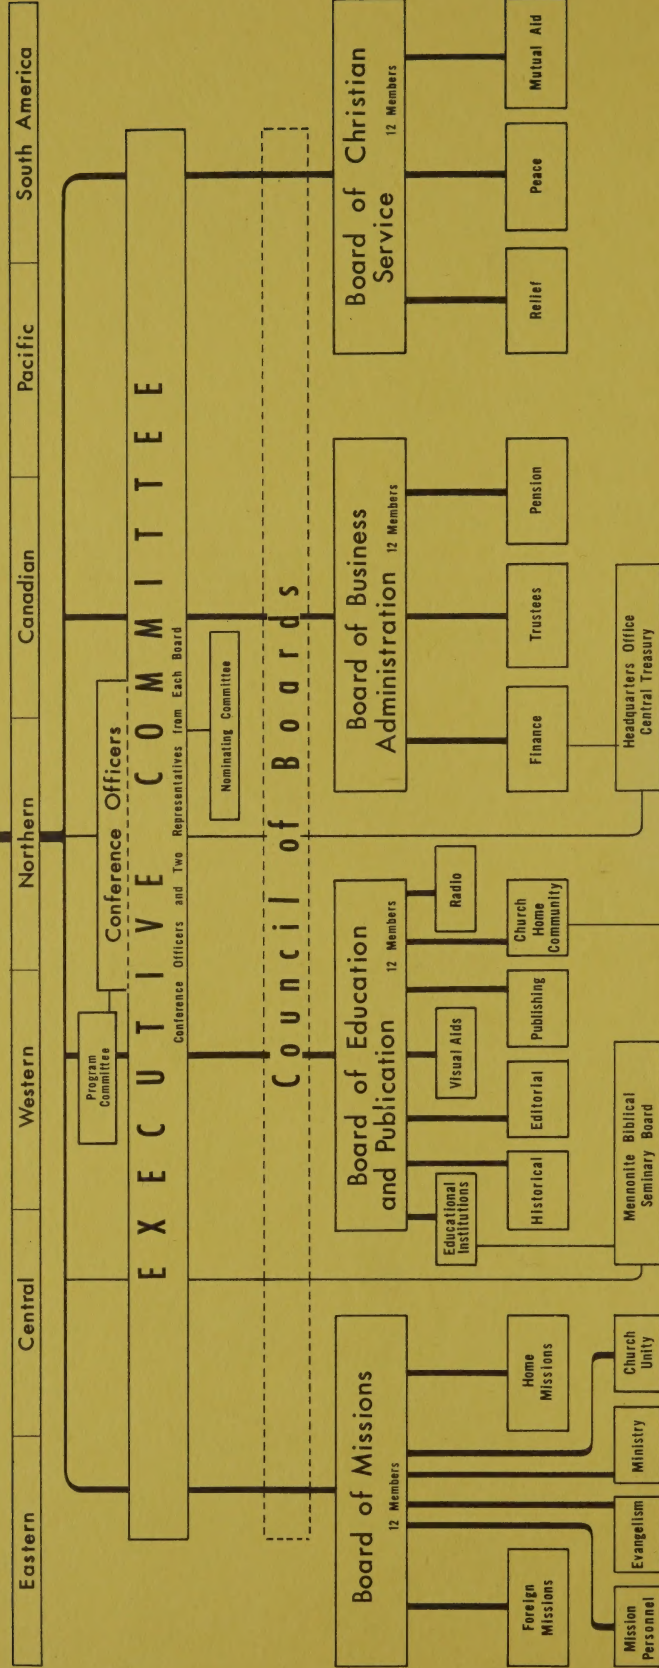 Eastern
Central
Western
Northern
Canadian
Pacific
South America
Program
Committee
Conference Officers
EXECUTIVE COMMITTEE
Conference Officers and Two Representatives from Each Board
Nominating Committee
Council of Boards
Board of Missions
12 Members
Foreign
Missions
Home
Missions
Mission
Personnel
Evangelism
Ministry
Church
Unity
Board of Education
and Publication
12 Members
Educational
Institutions
Visual Aids
Radio
Historical
Editorial
Publishing
Church
Home
Community
Mennonite Biblical
Seminary Board
Board of Business
Administration
12 Members
Finance
Trustees
Pension
Headquarters Office
Central Treasury
Board of Christian
Service
12 Members
Relief
Peace
Mutual Aid